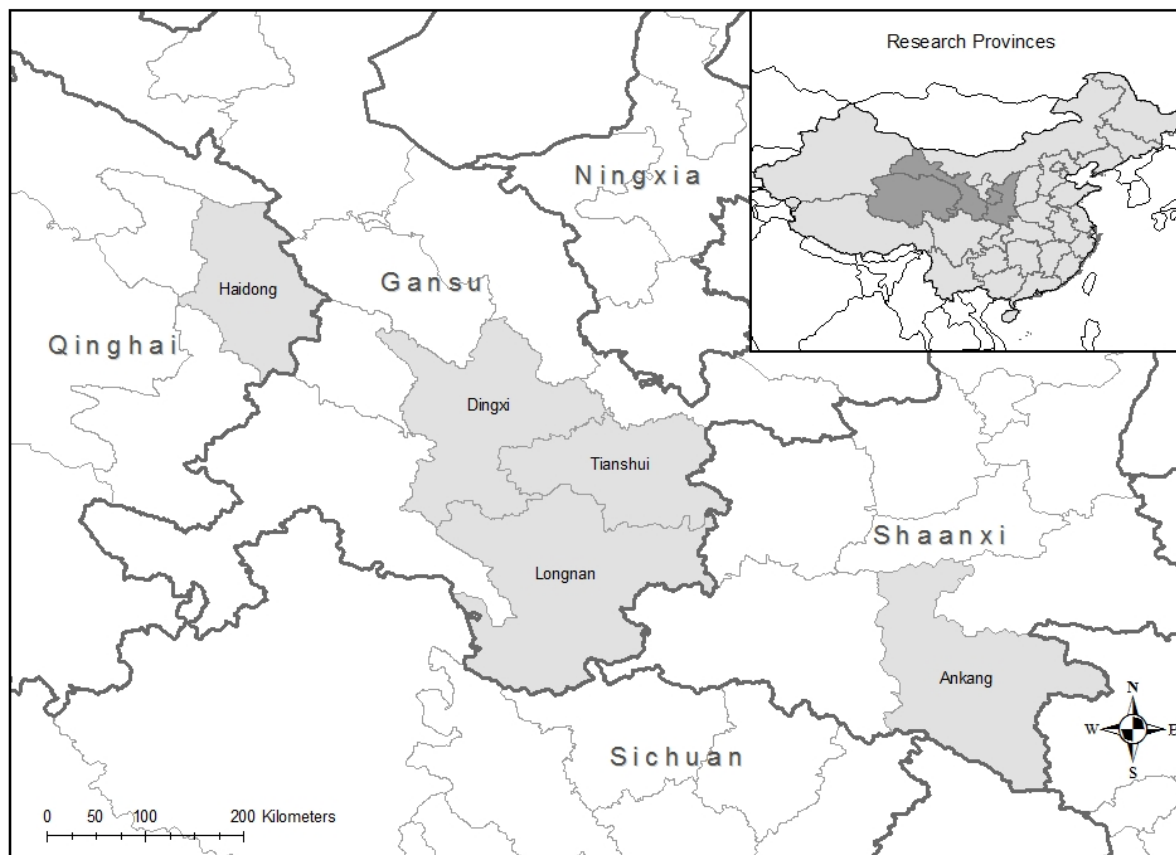 Research Provinces
Ningxia
Gansu
Haidong
Qinghai
Dingxi
Tianshui
Shaanxi
Longnan
Ankang
Sichuan
N
W E
S
0 50 100 200 Kilometers